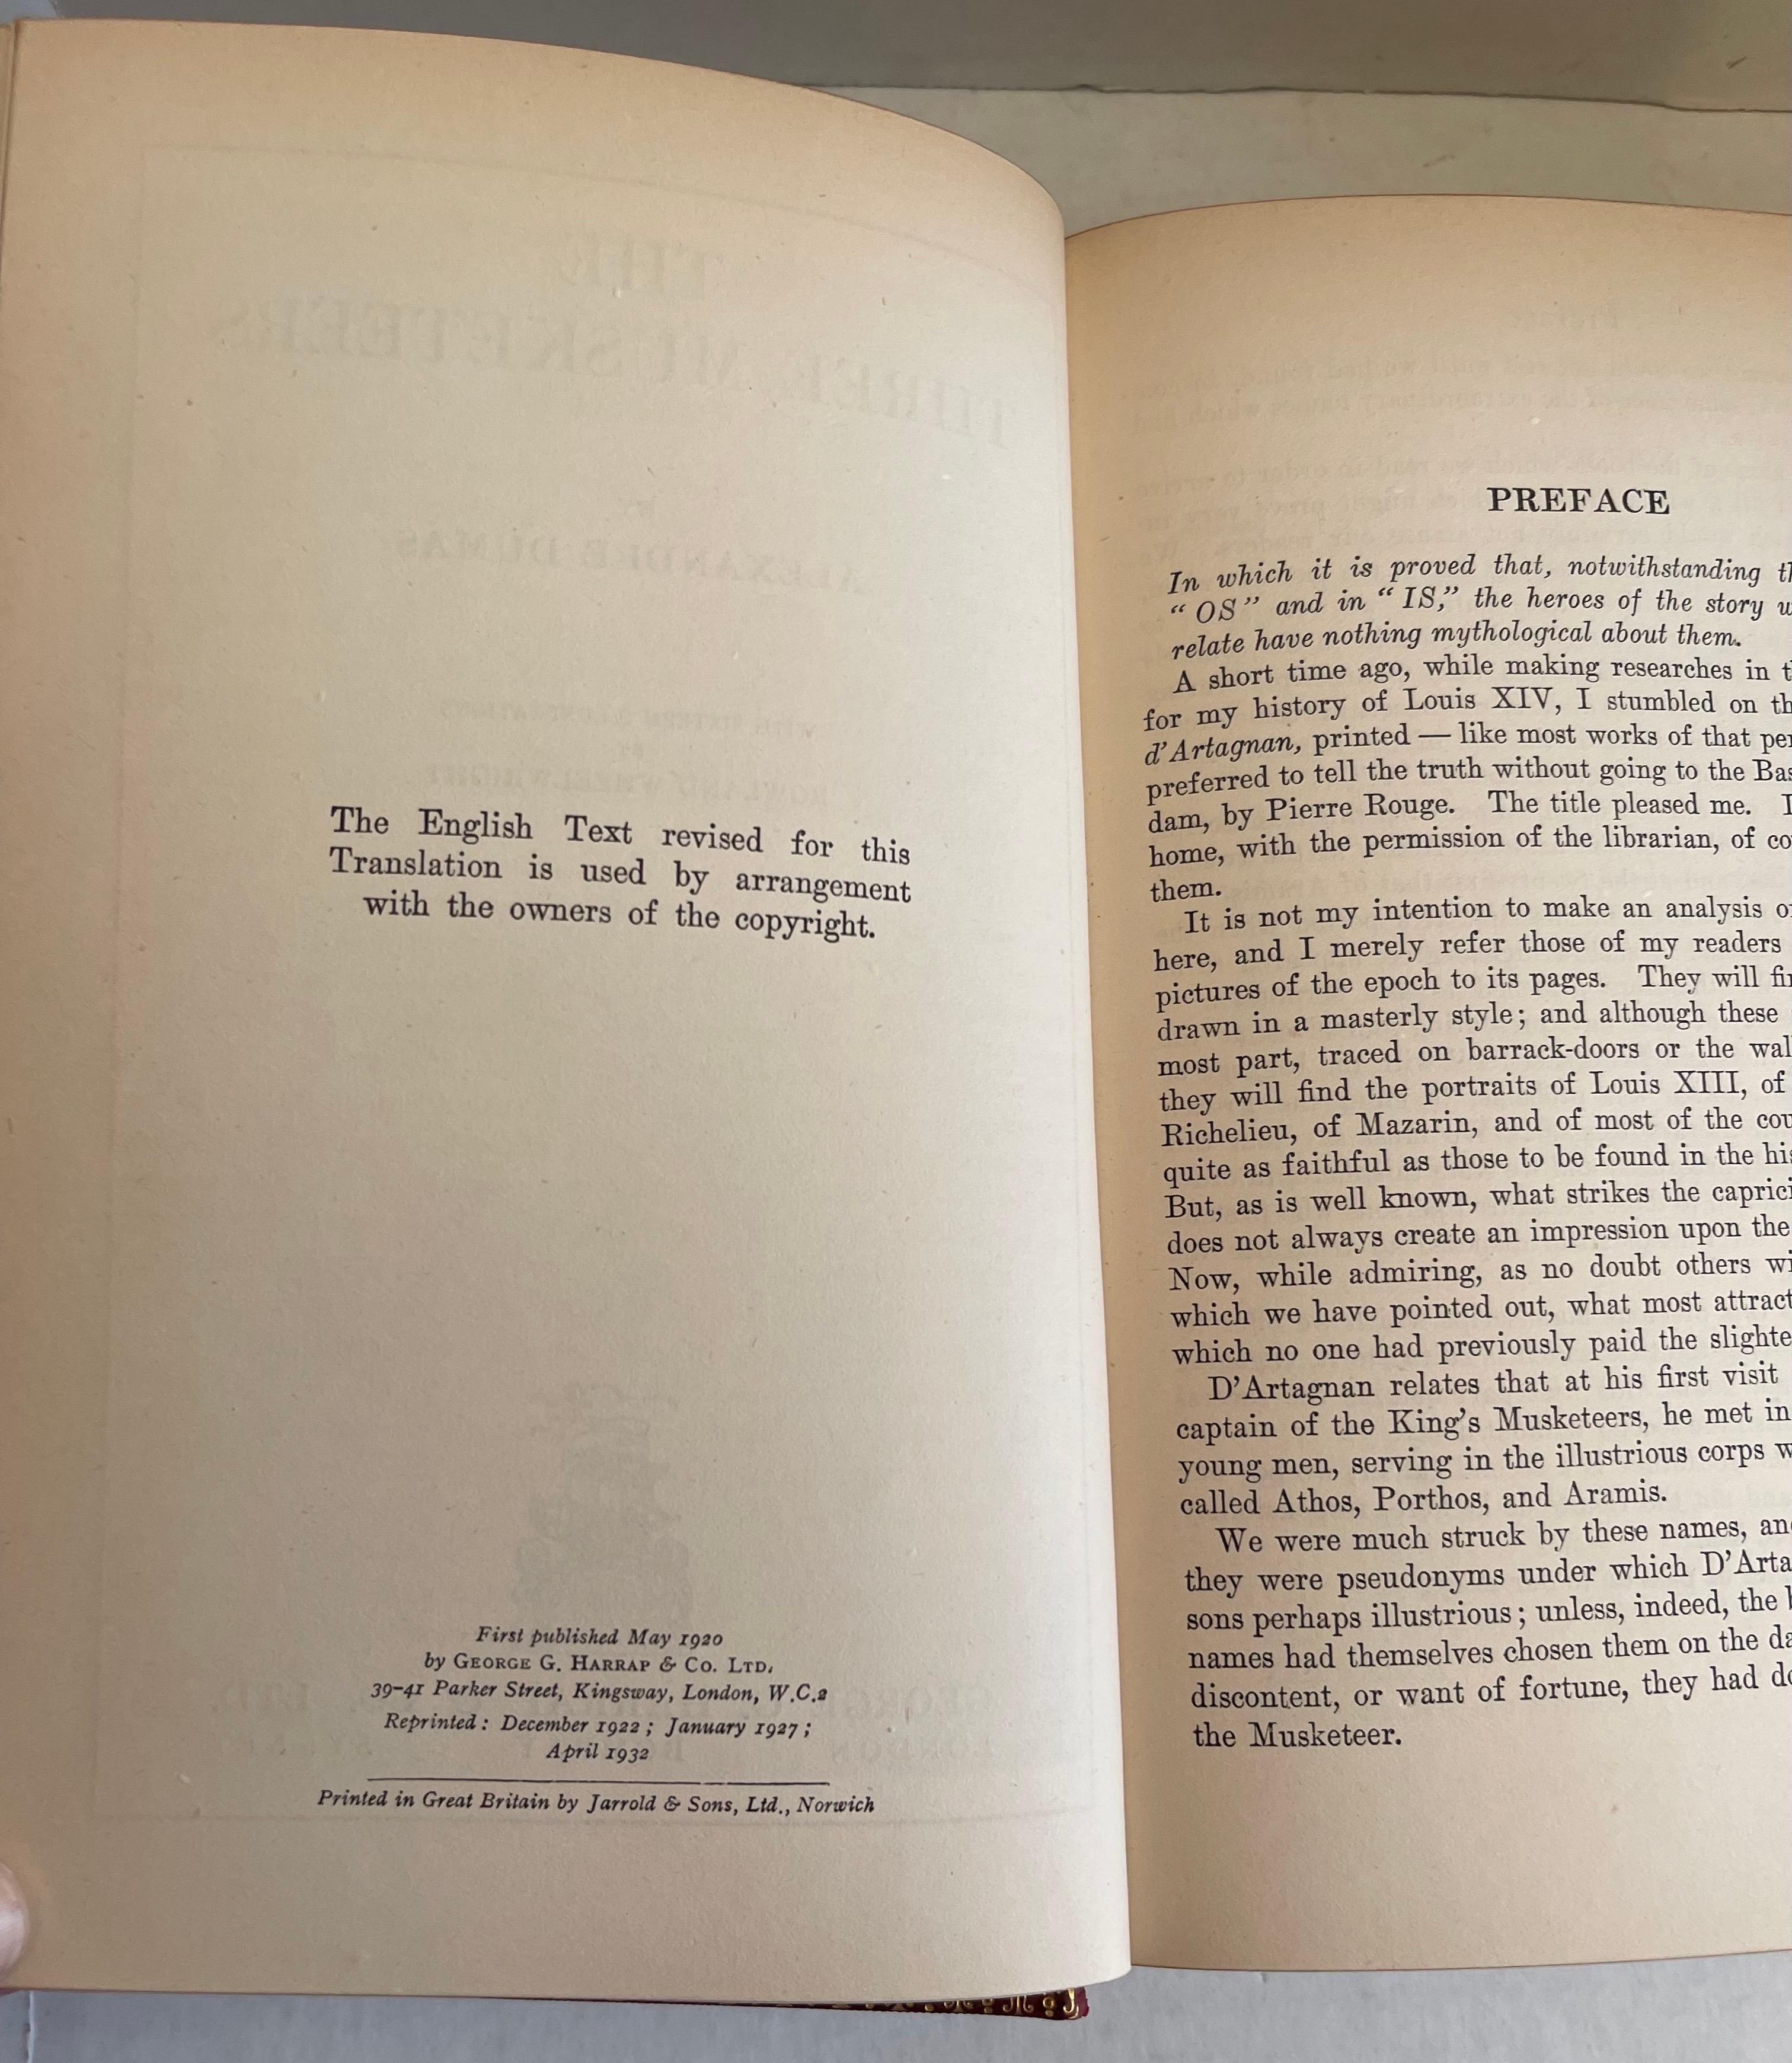 The English Text revised for this
Translation is used by arrangement
with the owners of the copyright.
First published May 1920
by GEORGE G. HARRAP & CO. LTD.
39-41 Parker Street, Kingsway, London, W.C.2
Reprinted: December 1922; January 1927;
April 1932
Printed in Great Britain by Jarrold & Sons, Ltd., Norwich
PREFACE
In which it is proved that, notwithstanding
“OS” and in “IS,” the heroes of the story
relate have nothing mythological about them.
A short time ago, while making researches in
for my history of Louis XIV, I stumbled on
d’Artagnan, printed — like most works of that
preferred to tell the truth without going to the
dam, by Pierre Rouge. The title pleased me. I
home, with the permission of the librarian, of
them.
It is not my intention to make an analysis
here, and I merely refer those of my readers
pictures of the epoch to its pages. They will
drawn in a masterly style; and although these
most part, traced on barrack-doors or the
they will find the portraits of Louis XIII, of
Richelieu, of Mazarin, and of most of the
quite as faithful as those to be found in the
But, as is well known, what strikes the
does not always create an impression upon the
Now, while admiring, as no doubt others
which we have pointed out, what most
which no one had previously paid the
D’Artagnan relates that at his first visit
captain of the King’s Musketeers, he met in
young men, serving in the illustrious corps
called Athos, Porthos, and Aramis.
We were much struck by these names,
they were pseudonyms under which
sons perhaps illustrious; unless, indeed, the
names had themselves chosen them on the
discontent, or want of fortune, they had
the Musketeer.